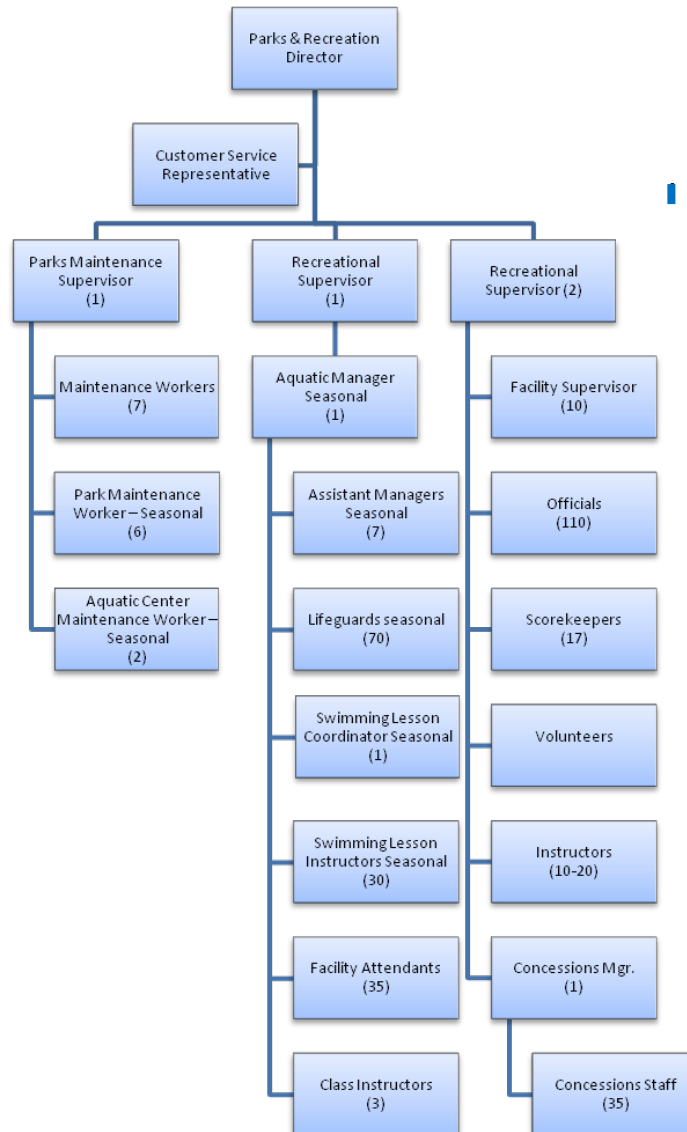 Parks & Recreation
Director
Customer Service
Representative
Parks Maintenance
Supervisor
(1)
Recreational
Supervisor
(1)
Recreational
Supervisor (2)
Maintenance Workers
(7)
Park Maintenance
Worker – Seasonal
(6)
Aquatic Center
Maintenance Worker –
Seasonal
(2)
Aquatic Manager
Seasonal
(1)
Assistant Managers
Seasonal
(7)
Lifeguards seasonal
(70)
Swimming Lesson
Coordinator Seasonal
(1)
Swimming Lesson
Instructors Seasonal
(30)
Facility Attendants
(35)
Class Instructors
(3)
Facility Supervisor
(10)
Officials
(110)
Scorekeepers
(17)
Volunteers
Instructors
(10-20)
Concessions Mgr.
(1)
Concessions Staff
(35)